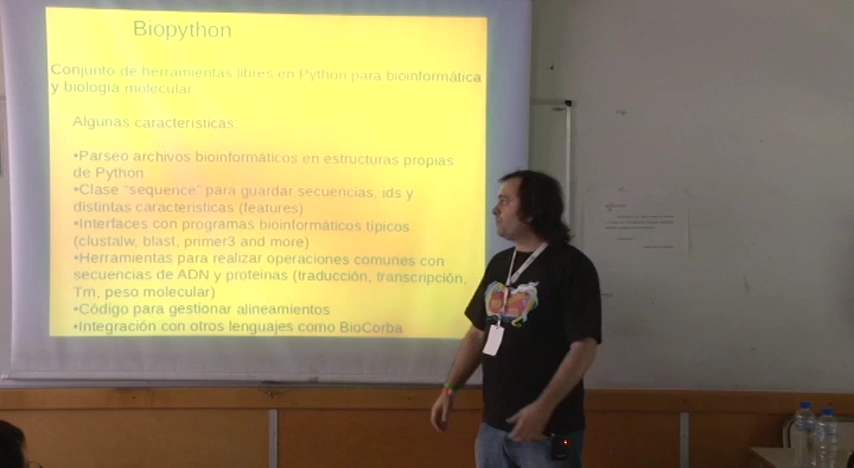 Biopython
Conjunto de herramientas libres en Python para bioinformática
y biología molecular
Algunas características
•Parseo archivos bioinformáticos en estructuras propias
de Python
•Clase "sequence" para guardar secuencias, ids y
distintas características (features)
•Interfaces con programas bioinformáticos típicos
(clustalw, blast, primer3 and more)
•Herramientas para realizar operaciones comunes con
secuencias de ADN y proteinas (traducción, transcripción,
Tm, peso molecular)
•Código para gestionar alineamientos
•Integración con otros lenguajes como BioCorba